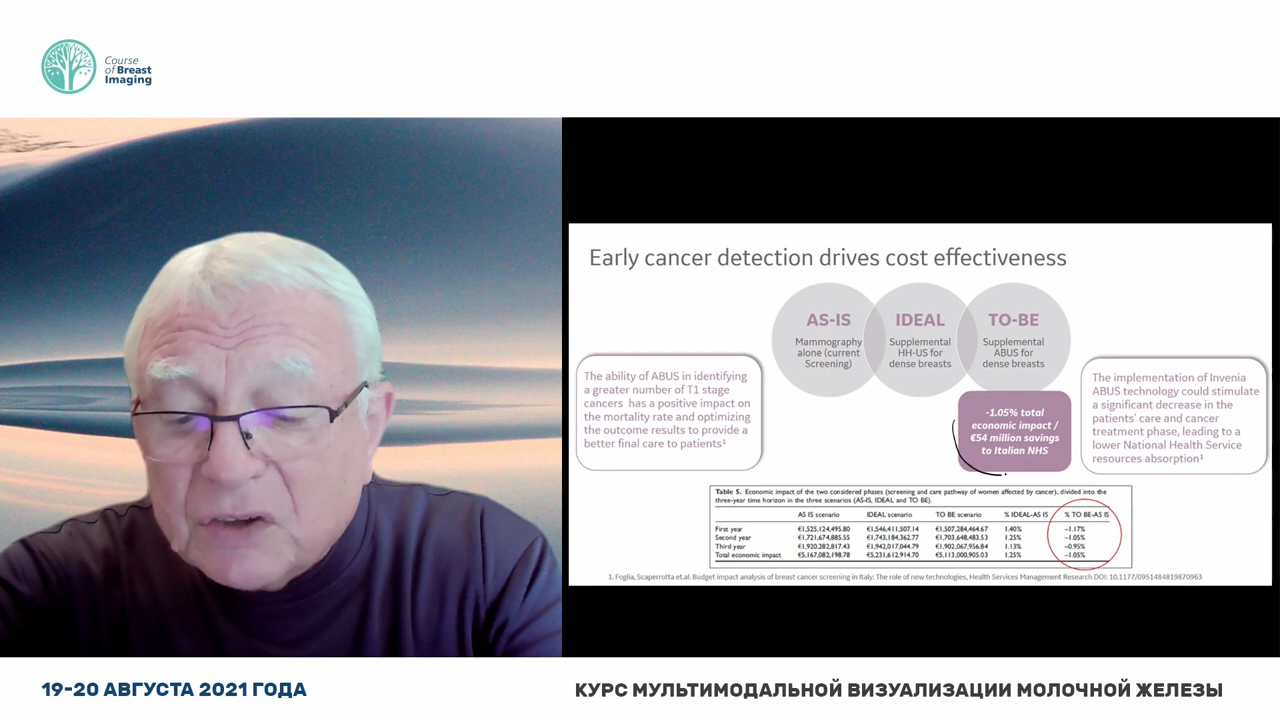 Course
of Breast
Imaging
Early cancer detection drives cost effectiveness
AS-IS
Mammography
alone (current
Screening)
IDEAL
Supplemental
HH-US for
dense breasts
TO-BE
Supplemental
ABUS for
dense breasts
The ability of ABUS in identifying
a greater number of T1 stage
cancers has a positive impact on
the mortality rate and optimizing
the outcome results to provide a
better final care to patients¹
-1.05% total
economic impact /
€54 million savings
to Italian NHS
The implementation of Invenia
ABUS technology could stimulate
a significant decrease in the
patients' care and cancer
treatment phase, leading to a
lower National Health Service
resources absorption¹
Table 5. Economic impact of the two considered phases (screening and care pathway of women affected by cancer), divided into the
three-year time horizon in the three scenarios (AS-IS, IDEAL and TO BE).
AS IS scenario IDEAL scenario TO BE scenario % IDEAL-AS IS % TO BE-AS IS
First year €1,525,124,495.80 €1,546,411,507.14 €1,507,284,464.67 1.40% –1.17%
Second year €1,721,674,885.55 €1,743,184,362.77 €1,703,648,483.53 1.25% –1.05%
Third year €1,920,282,817.43 €1,942,017,044.79 €1,902,067,956.84 1.13% –0.95%
Total economic impact €5,167,082,198.78 €5,231,612,914.70 €5,113,000,905.03 1.25% –1.05%
1. Foglia, Scaperrotta et.al. Budget impact analysis of breast cancer screening in Italy: The role of new technologies, Health Services Management Research DOI: 10.1177/0951484819870963
19-20 АВГУСТА 2021 ГОДА
КУРС МУЛЬТИМОДАЛЬНОЙ ВИЗУАЛИЗАЦИИ МОЛОЧНОЙ ЖЕЛЕЗЫ